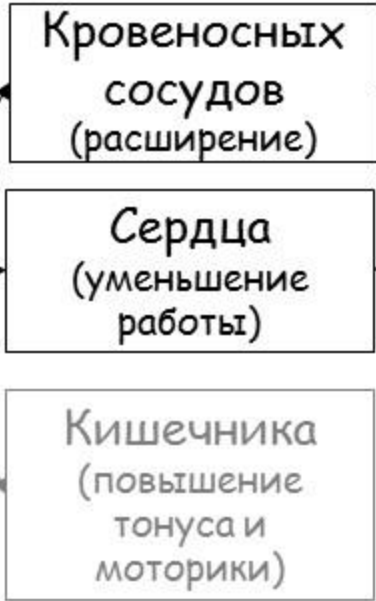 Кровеносных
сосудов
(расширение)
Сердца
(уменьшение
работы)
Кишечника
(повышение
тонуса и
моторики)